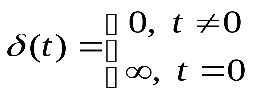 δ(t) = { 0, t ≠ 0
∞, t = 0